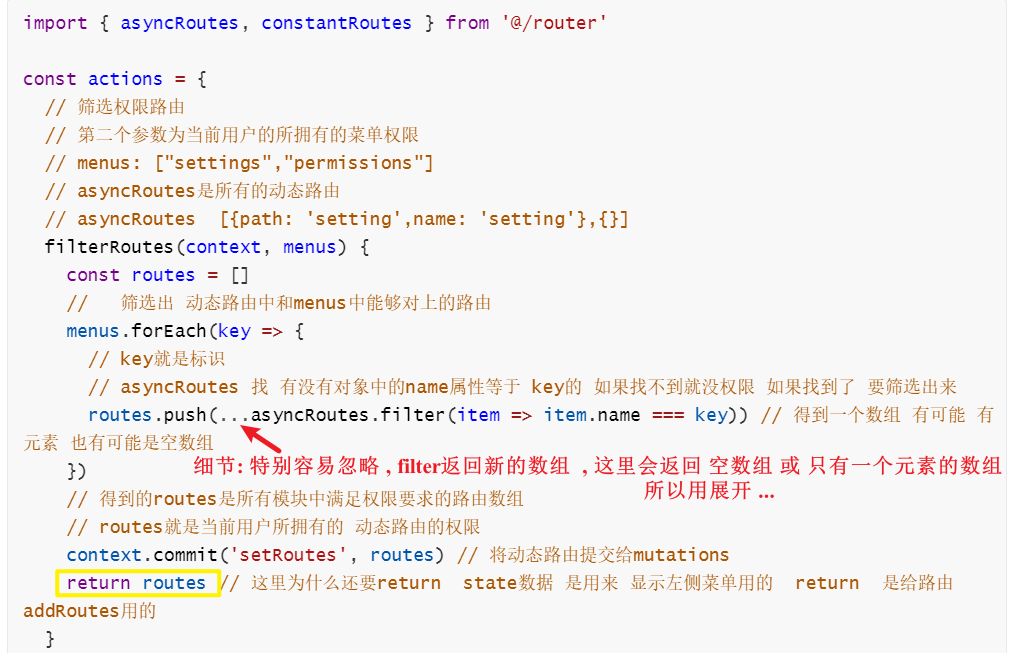 import { asyncRoutes, constantRoutes } from '@/router'
const actions = {
// 筛选权限路由
// 第二个参数为当前用户的所拥有的菜单权限
// menus: ["settings","permissions"]
// asyncRoutes是所有的动态路由
// asyncRoutes  [{path: 'setting',name: 'setting'},{}]
filterRoutes(context, menus) {
const routes = []
//   筛选出 动态路由中和menus中能够对上的路由
menus.forEach(key => {
// key就是标识
// asyncRoutes 找 有没有对象中的name属性等于 key的 如果找不到就没权限 如果找到了 要筛选出来
routes.push(...asyncRoutes.filter(item => item.name === key)) // 得到一个数组 有可能 有
元素 也有可能是空数组
})
细节: 特别容易忽略 , filter返回新的数组 , 这里会返回 空数组 或 只有一个元素的数组
所以用展开 ...
// 得到的routes是所有模块中满足权限要求的路由数组
// routes就是当前用户所拥有的 动态路由的权限
context.commit('setRoutes', routes) // 将动态路由提交给mutations
return routes // 这里为什么还要return  state数据 是用来 显示左侧菜单用的  return  是给路由
addRoutes用的
}